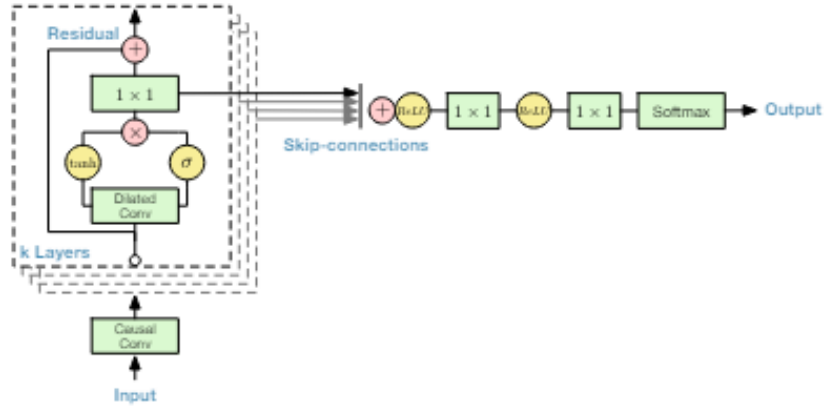 Residual
+
1 × 1
×
tanh
σ
Dilated
Conv
k Layers
Causal
Conv
Input
Skip-connections
+
ReLU
1 × 1
ReLU
1 × 1
Softmax
Output